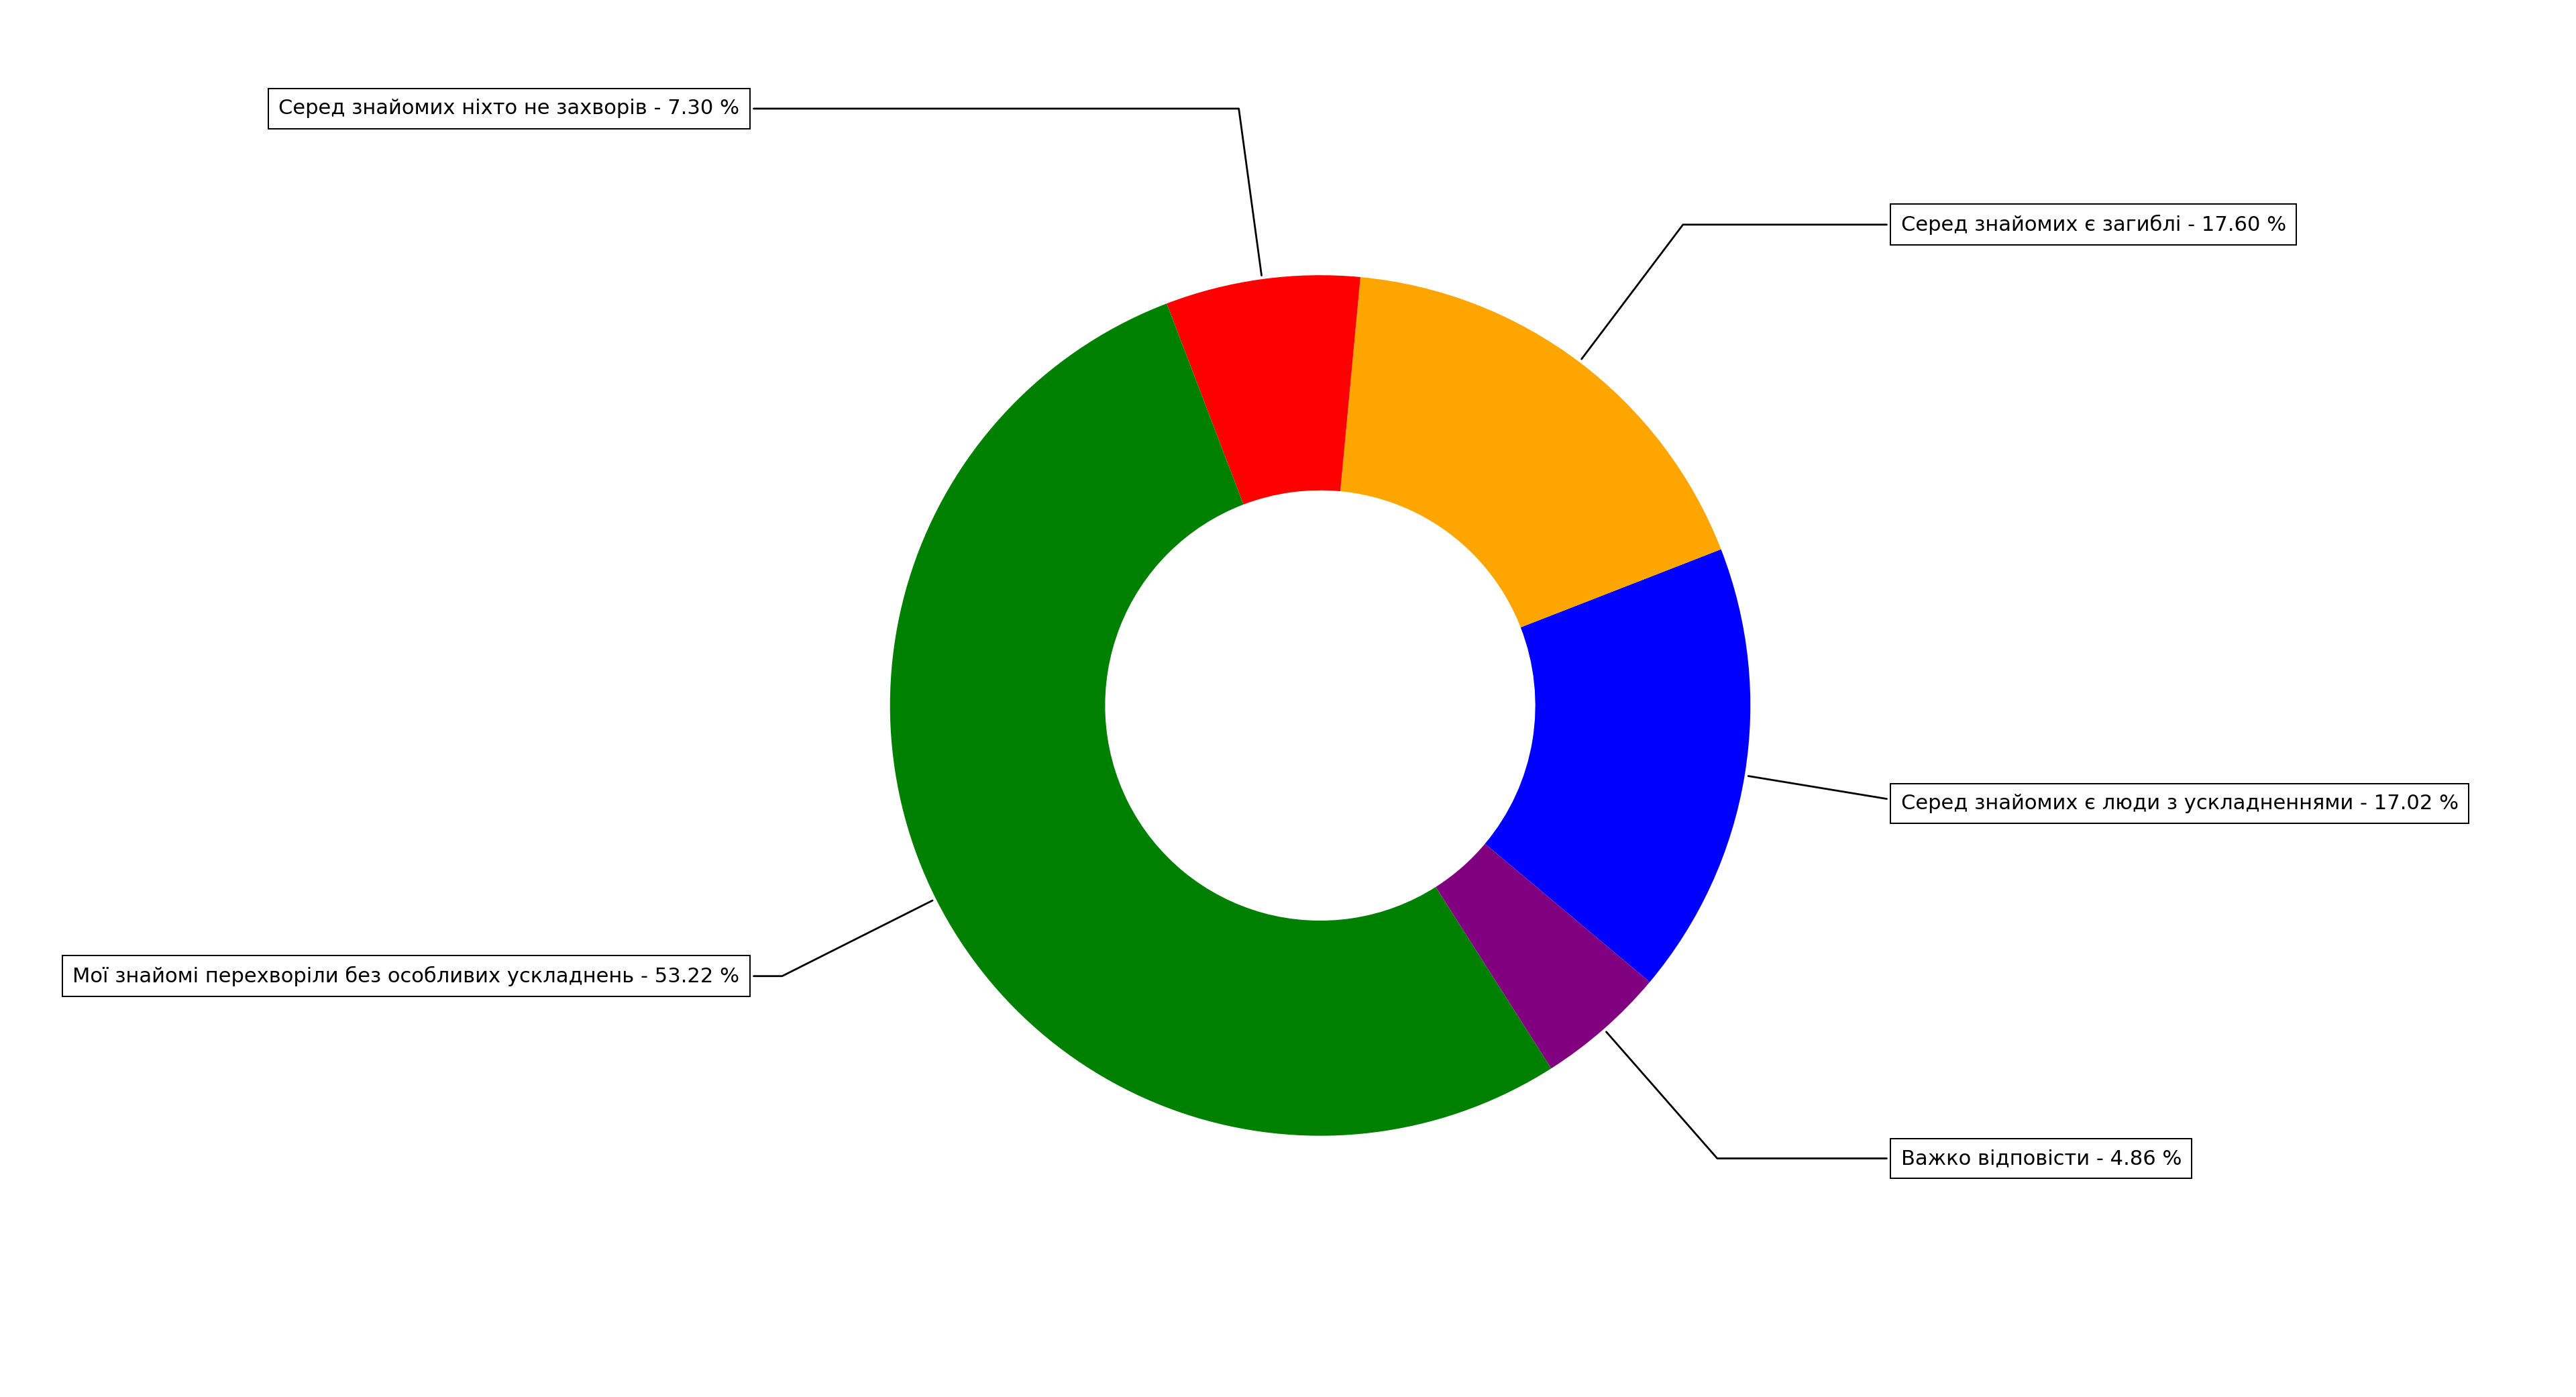 Серед знайомих ніхто не захворів - 7.30 %
Серед знайомих є загиблі - 17.60 %
Серед знайомих є люди з ускладненнями - 17.02 %
Мої знайомі перехворіли без особливих ускладнень - 53.22 %
Важко відповісти - 4.86 %